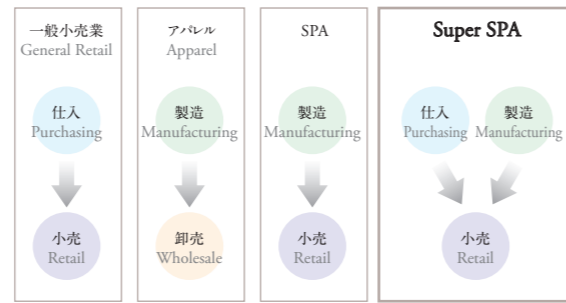 一般小売業
General Retail
仕入
Purchasing
小売
Retail
アパレル
Apparel
製造
Manufacturing
卸売
Wholesale
SPA
製造
Manufacturing
小売
Retail
Super SPA
仕入
Purchasing
製造
Manufacturing
小売
Retail